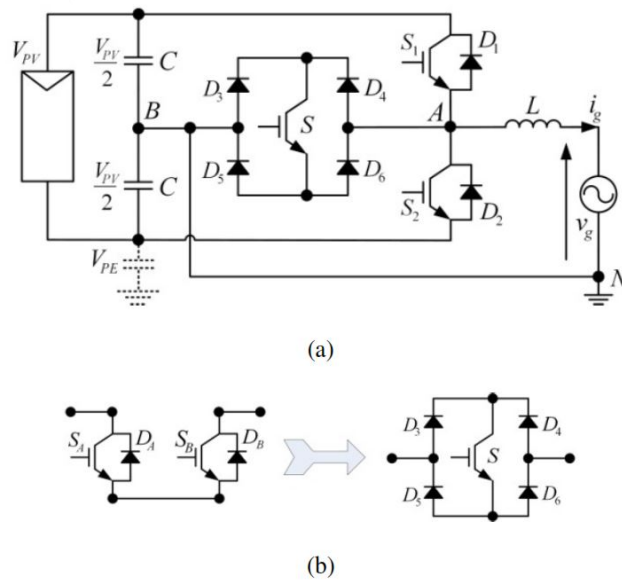 V_PV
V_PV/2
C
S_1
D_1
D_3
D_4
B
S
A
L
i_g
V_PV/2
C
D_5
D_6
S_2
D_2
v_g
V_PE
N
(a)
S_A
D_A
S_B
D_B
D_3
D_4
S
D_5
D_6
(b)